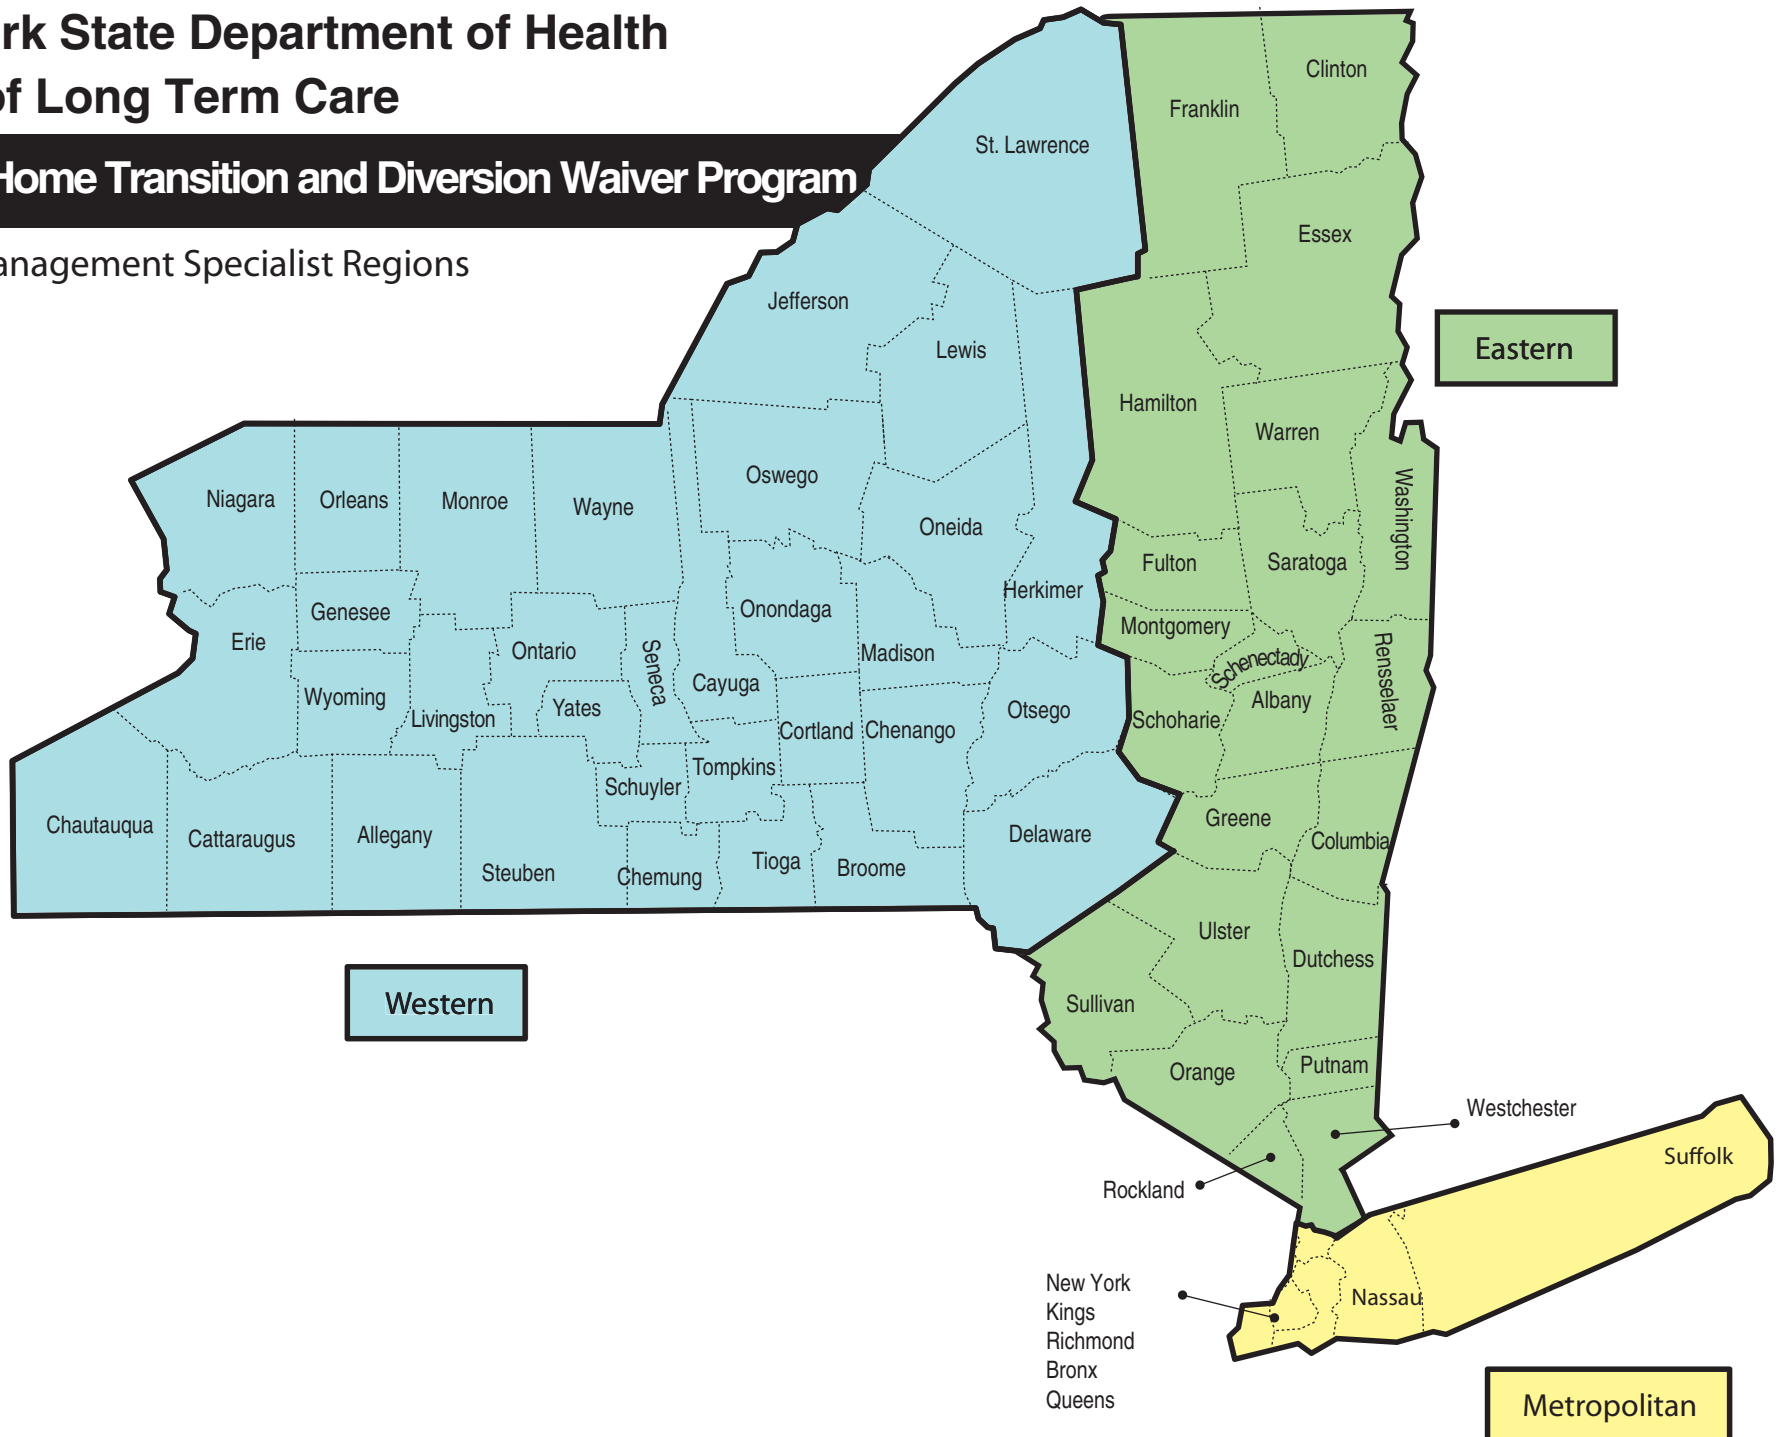 rk State Department of Health
of Long Term Care
Home Transition and Diversion Waiver Program
anagement Specialist Regions
Clinton
Franklin
St. Lawrence
Essex
Jefferson
Eastern
Lewis
Hamilton
Warren
Oswego
Niagara
Orleans
Monroe
Wayne
Washington
Oneida
Fulton
Saratoga
Herkimer
Genesee
Onondaga
Montgomery
Erie
Ontario
Seneca
Madison
Schenectady
Rensselaer
Cayuga
Wyoming
Albany
Yates
Otsego
Livingston
Schoharie
Cortland
Chenango
Tompkins
Schuyler
Greene
Chautauqua
Cattaraugus
Allegany
Delaware
Columbia
Tioga
Broome
Steuben
Chemung
Ulster
Dutchess
Western
Sullivan
Putnam
Orange
Westchester
Suffolk
Rockland
New York
Kings
Richmond
Bronx
Queens
Nassau
Metropolitan